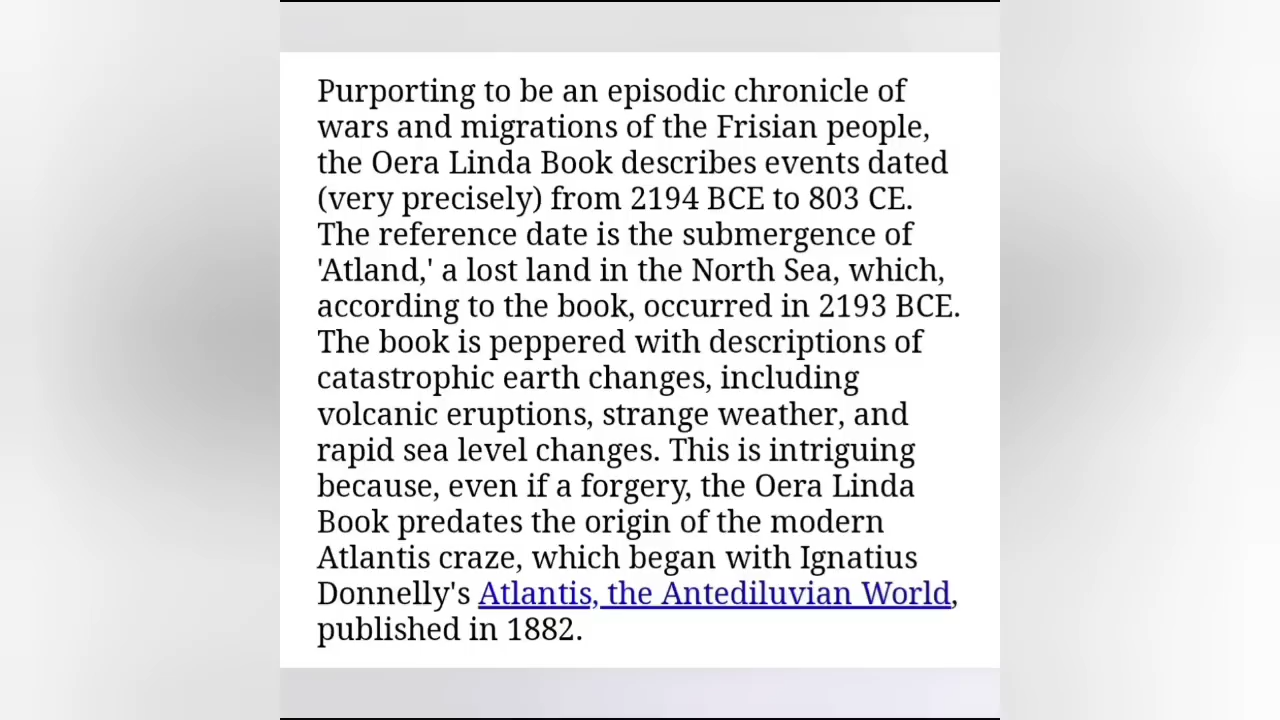 Purporting to be an episodic chronicle of
wars and migrations of the Frisian people,
the Oera Linda Book describes events dated
(very precisely) from 2194 BCE to 803 CE.
The reference date is the submergence of
'Atland,' a lost land in the North Sea, which,
according to the book, occurred in 2193 BCE.
The book is peppered with descriptions of
catastrophic earth changes, including
volcanic eruptions, strange weather, and
rapid sea level changes. This is intriguing
because, even if a forgery, the Oera Linda
Book predates the origin of the modern
Atlantis craze, which began with Ignatius
Donnelly's Atlantis, the Antediluvian World,
published in 1882.